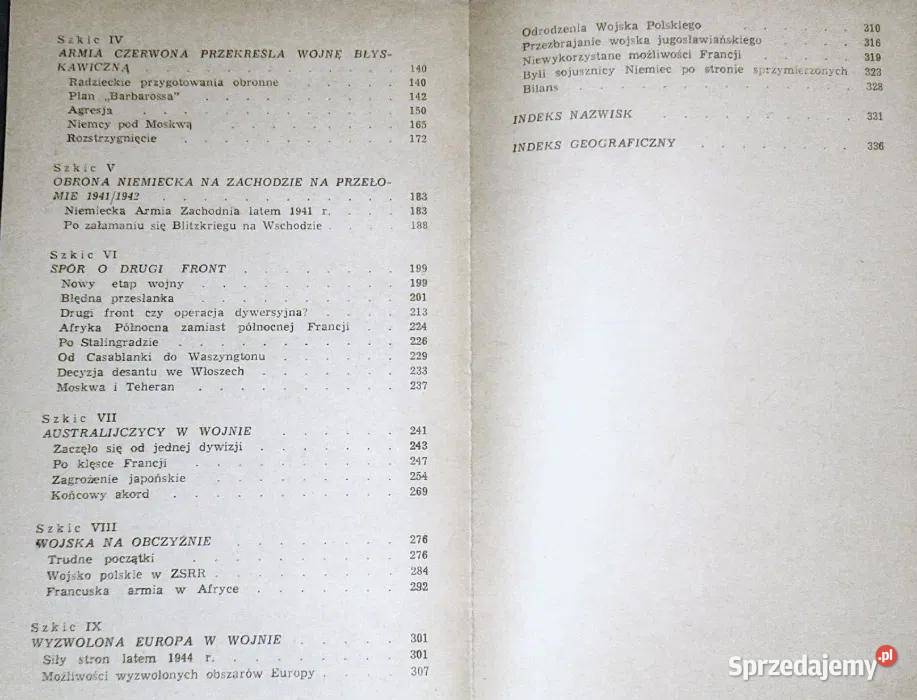 Szkic IV
ARMIA CZERWONA PRZEKREŚLA WOJNĘ BŁYS-
KAWICZNĄ . . . . . . . . . . 140
Radzieckie przygotowania obronne . . . . 140
Plan „Barbarossa" . . . . . . . . 142
Agresja . . . . . . . . . . 150
Niemcy pod Moskwą . . . . . . . 165
Rozstrzygnięcie . . . . . . . . 172
Szkic V
OBRONA NIEMIECKA NA ZACHODZIE NA PRZEŁO-
MIE 1941/1942 . . . . . . . . . 183
Niemiecka Armia Zachodnia latem 1941 r. . . . 183
Po załamaniu się Blitzkriegu na Wschodzie . . . . 188
Szkic VI
SPÓR O DRUGI FRONT . . . . . . . 199
Nowy etap wojny . . . . . . . . 199
Błędna przesłanka . . . . . . . . 201
Drugi front czy operacja dywersyjna? . . . . 213
Afryka Północna zamiast północnej Francji . . 224
Po Stalingradzie . . . . . . . . 226
Od Casablanki do Waszyngtonu . . . . . 229
Decyzja desantu we Włoszech . . . . . 233
Moskwa i Teheran . . . . . . . . 237
Szkic VII
AUSTRALIJCZYCY W WOJNIE . . . . . 241
Zaczęło się od jednej dywizji . . . . . . 243
Po klęsce Francji . . . . . . . . 247
Zagrożenie japońskie . . . . . . . 254
Końcowy akord . . . . . . . . 269
Szkic VIII
WOJSKA NA OBCZYŹNIE . . . . . . 276
Trudne początki . . . . . . . . 276
Wojsko polskie w ZSRR . . . . . . . 284
Francuska armia w Afryce . . . . . . 292
Szkic IX
WYZWOLONA EUROPA W WOJNIE . . . . . 301
Siły stron latem 1944 r. . . . . . . . 301
Możliwości wyzwolonych obszarów Europy . . . . 307
Odrodzenia Wojska Polskiego . . . . . 310
Przezbrajanie wojska jugosławiańskiego . . . . 316
Niewykorzystane możliwości Francji . . . . 319
Byli sojusznicy Niemiec po stronie sprzymierzonych . 323
Bilans . . . . . . . . . . 328
INDEKS NAZWISK . . . . . . . . 331
INDEKS GEOGRAFICZNY . . . . . . . 336
Sprzedajemy.pl